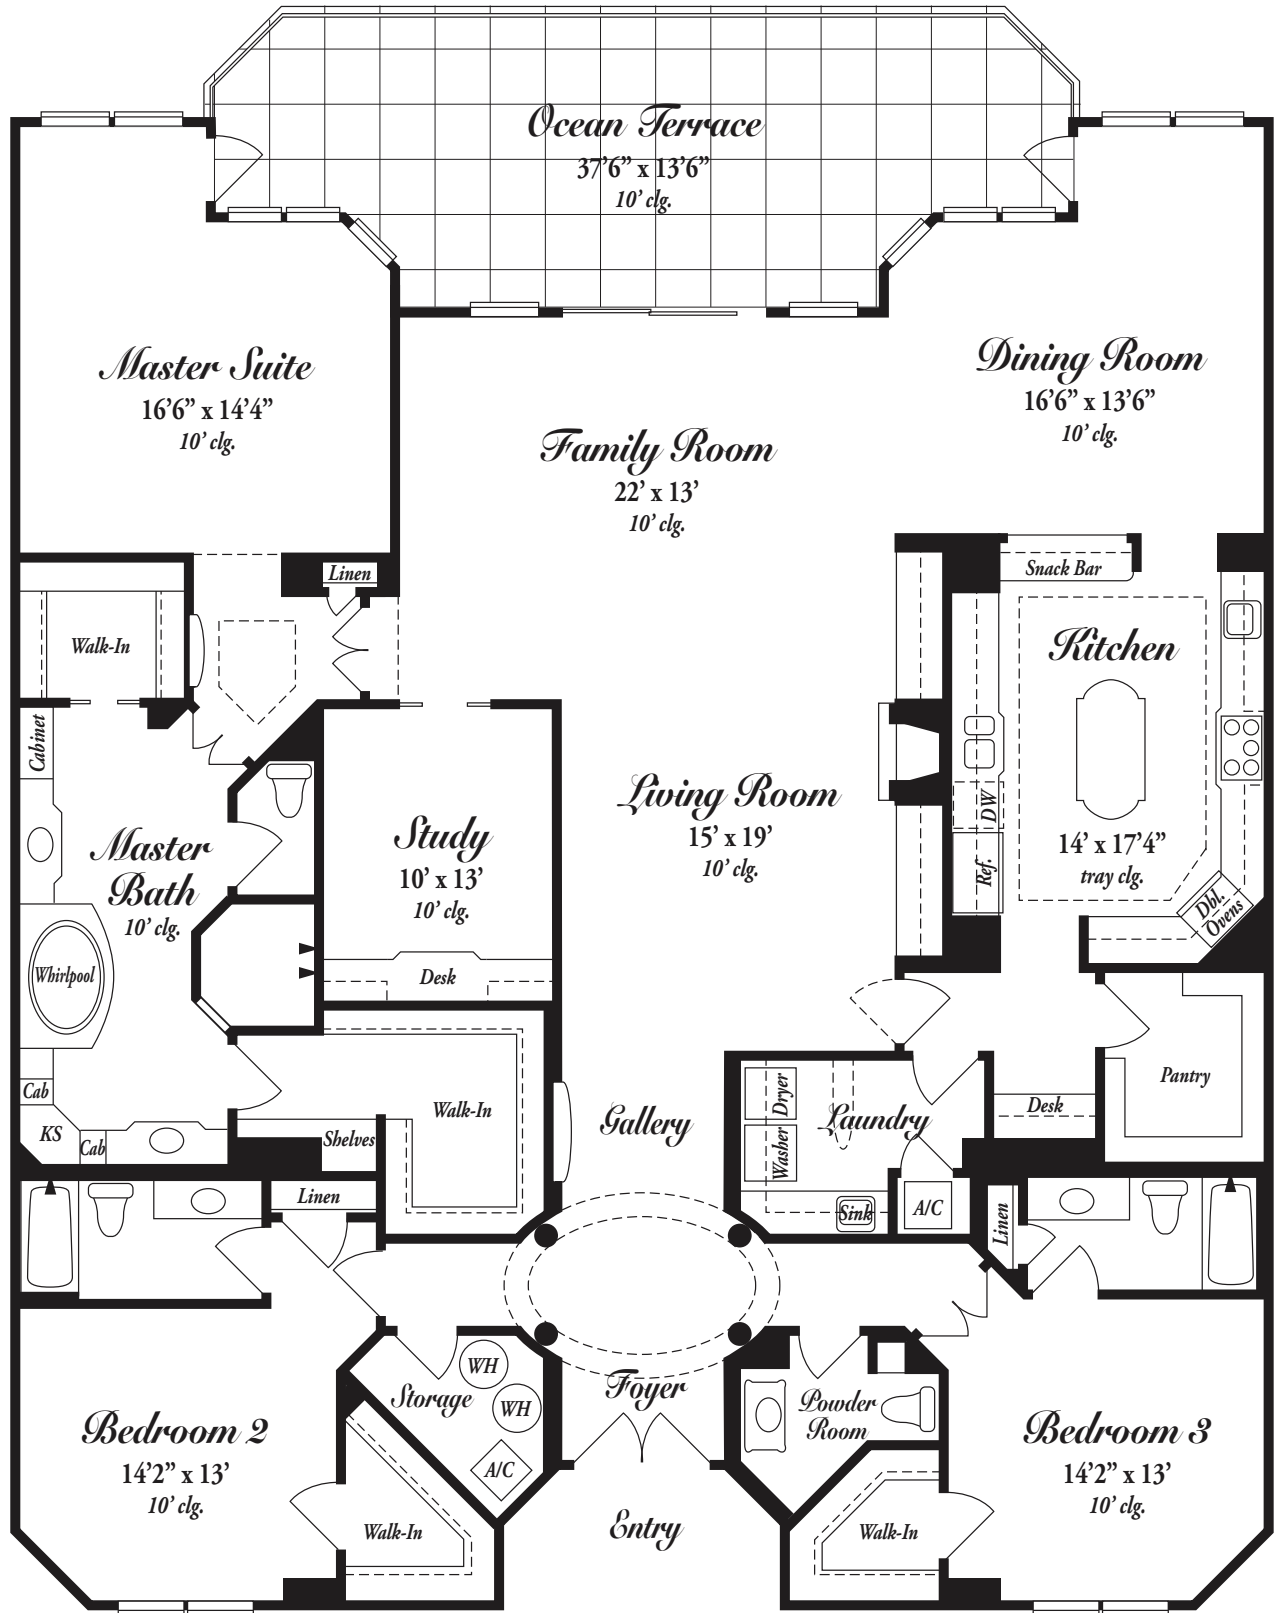 Ocean Terrace
37’6” x 13’6”
10’ clg.
Master Suite
16’6” x 14’4”
10’ clg.
Dining Room
16’6” x 13’6”
10’ clg.
Family Room
22’ x 13’
10’ clg.
Linen
Snack Bar
Walk-In
Kitchen
14’ x 17’4”
tray clg.
Cabinet
DW
Ref.
Dbl.
Ovens
Living Room
15’ x 19’
10’ clg.
Study
10’ x 13’
10’ clg.
Desk
Master
Bath
10’ clg.
Whirlpool
Cab
KS
Cab
Shelves
Walk-In
Gallery
Dryer
Washer
Laundry
Sink
A/C
Desk
Pantry
Linen
Linen
Foyer
Storage
WH
WH
A/C
Powder
Room
Bedroom 2
14’2” x 13’
10’ clg.
Walk-In
Entry
Walk-In
Bedroom 3
14’2” x 13’
10’ clg.